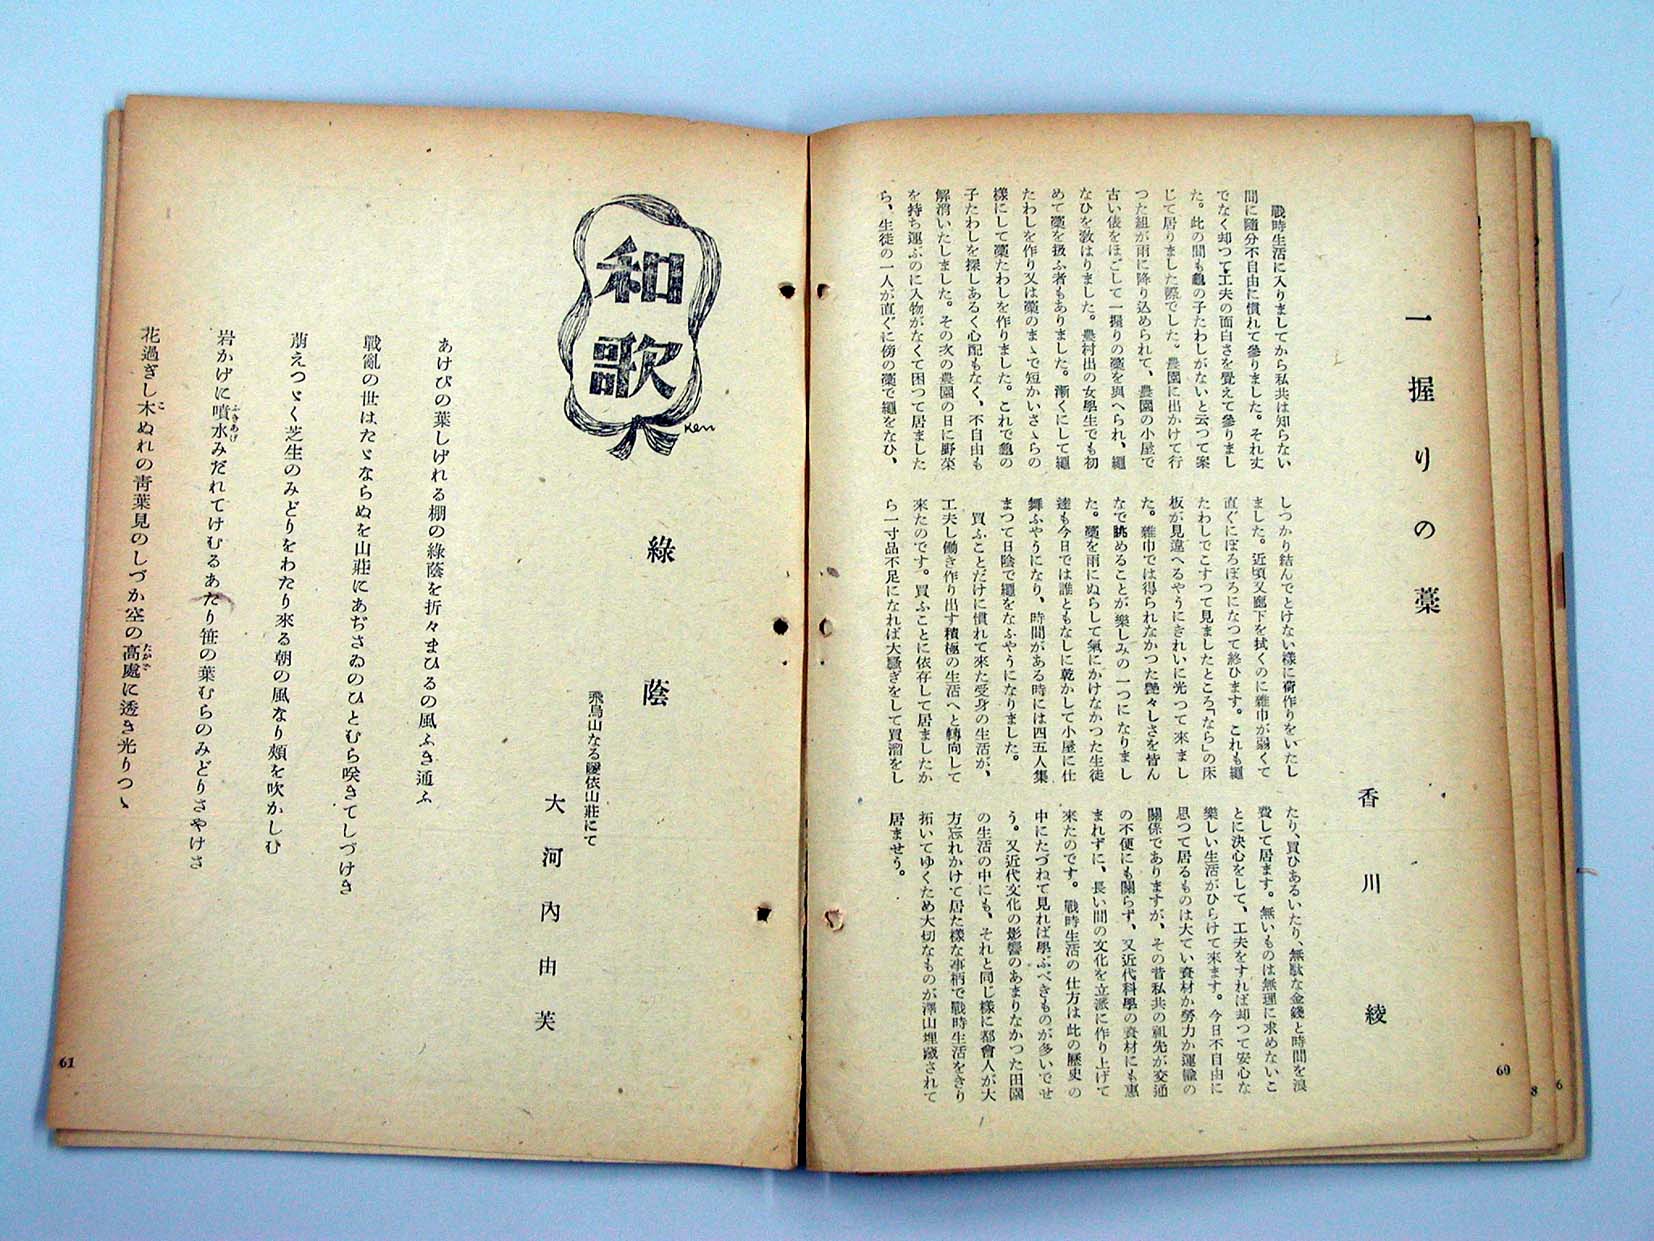 一握りの藁
香川綾
戰時生活に入りましてから私共は知らない
間に隨分不自由に慣れて參りました。それ丈
でなく却つて工夫の面白さを覺えて參りまし
た。此の間も龜の子たわしがないと云つて案
じて居りました際でした。農園に出かけて行
つた組が雨に降り込められて、農園の小屋で
古い俵をほごして一握りの藁を與へられ、繩
なひを敎はりました。農村出の女學生でも初
めて藁を扱ふ者もありました。漸くにして繩
たわしを作り又は藁のまゝで短かいさゝらの
樣にして藁たわしを作りました。これで龜の
子たわしを探しあるく心配もなく、不自由も
解消いたしました。その次の農園の日に野菜
を持ち運ぶのに入物がなくて困つて居ました
ら、生徒の一人が直ぐに傍の藁で繩をなひ、
しつかり結んでとけない樣に荷作りをいたし
ました。近頃又廊下を拭くのに雜巾が弱くて
直ぐにぼろぼろになつて終ひます。これも繩
たわしでこすつて見ましたところ「なら」の床
板が見違へるやうにきれいに光つて來まし
た。雜巾では得られなかつた艷々しさを皆ん
なで眺めることが樂しみの一つになりまし
た。藁を雨にぬらして氣にかけなかつた生徒
達も今日では誰ともなしに乾かして小屋に仕
舞ふやうになり、時間がある時には四五人集
まつて日陰で繩をなふやうになりました。
買ふことだけに慣れて來た受身の生活が、
工夫し働き作り出す積極の生活へと轉向して
來たのです。買ふことに依存して居ましたか
ら一寸品不足になれば大騷ぎをして買溜をし
たり、買ひあるいたり、無駄な金錢と時間を浪
費して居ます。無いものは無理に求めないこ
とに決心をして、工夫をすれば却つて安心な
樂しい生活がひらけて來ます。今日不自由に
思つて居るものは大てい資材か勞力か運輸の
關係でありますが、その昔私共の祖先が交通
の不便にも關らず、又近代科學の資材にも惠
まれずに、長い間の文化を立派に作り上げて
來たのです。戰時生活の仕方は此の歷史の
中にたづねて見れば學ぶべきものが多いでせ
う。又近代文化の影響のあまりなかつた田園
の生活の中にも、それと同じ樣に都會人が大
方忘れかけて居た樣な事柄で戰時生活をきり
拓いてゆくため大切なものが澤山埋藏されて
居ませう。
60
8
6
和歌
Ken
綠蔭
飛鳥山なる曖依山莊にて
大河內由芙
あけびの葉しげれる棚の綠蔭を折々まひるの風ふき通ふ
戰亂の世はたゞならぬを山莊にあぢさゐのひとむら咲きてしづけき
萠えつゞく芝生のみどりをわたり來る朝の風なり頰を吹かしむ
岩かげに噴水みだれてけむるあたり笹の葉むらのみどりさやけさ
ふきあげ
花過ぎし木ぬれの靑葉見のしづか空の高處に透き光りつゝ
こ
たかど
61